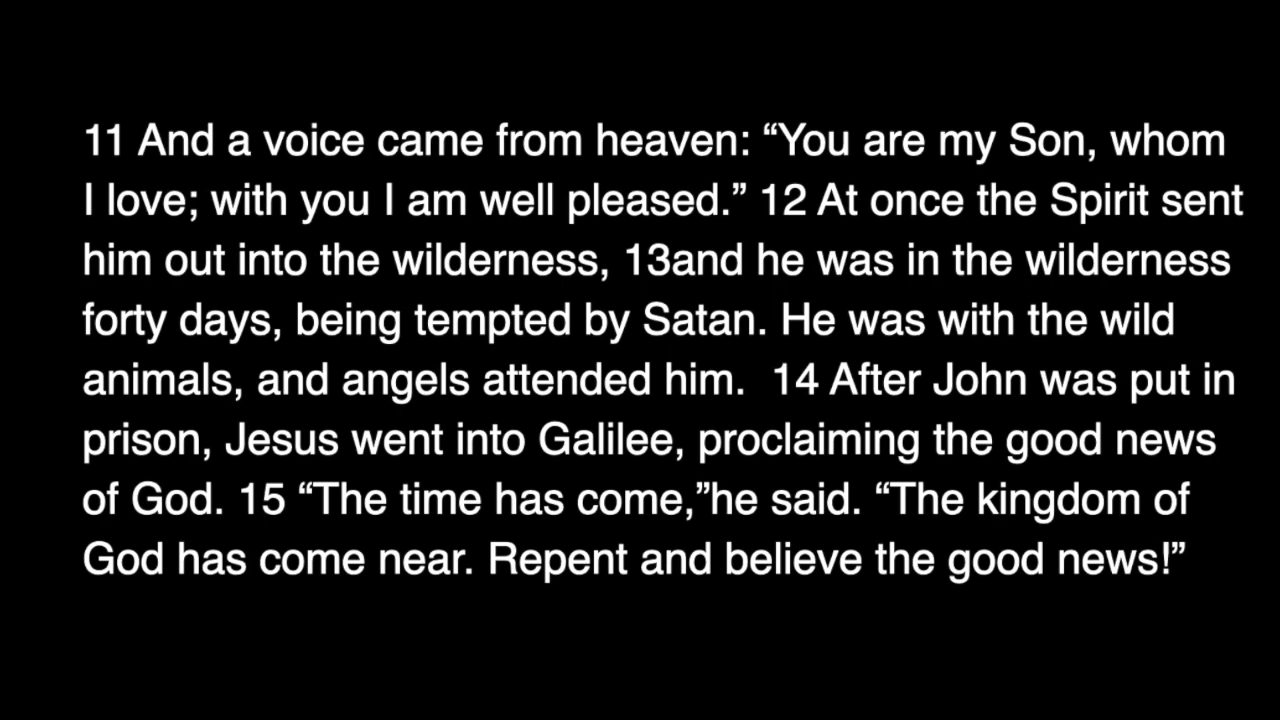 11 And a voice came from heaven: “You are my Son, whom
I love; with you I am well pleased.” 12 At once the Spirit sent
him out into the wilderness, 13and he was in the wilderness
forty days, being tempted by Satan. He was with the wild
animals, and angels attended him.  14 After John was put in
prison, Jesus went into Galilee, proclaiming the good news
of God. 15 “The time has come,”he said. “The kingdom of
God has come near. Repent and believe the good news!”